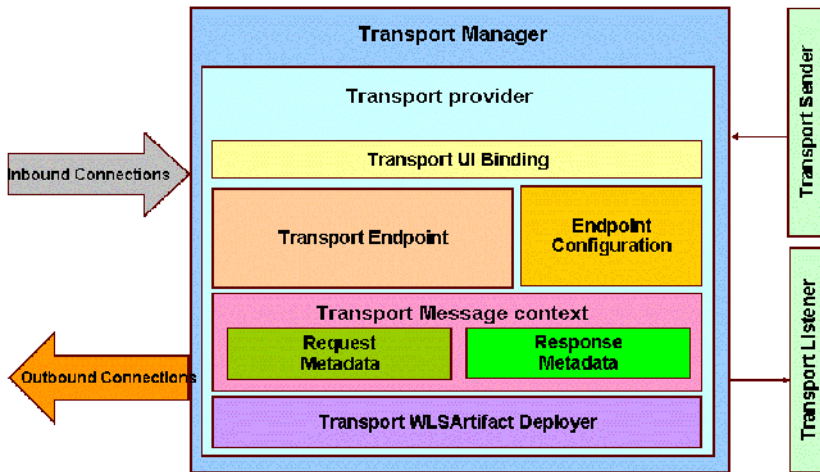 Transport Manager
Transport provider
Transport UI Binding
Transport Endpoint
Endpoint
Configuration
Transport Message context
Request
Metadata
Response
Metadata
Transport WLSArtifact Deployer
Inbound Connections
Outbound Connections
Transport Sender
Transport Listener